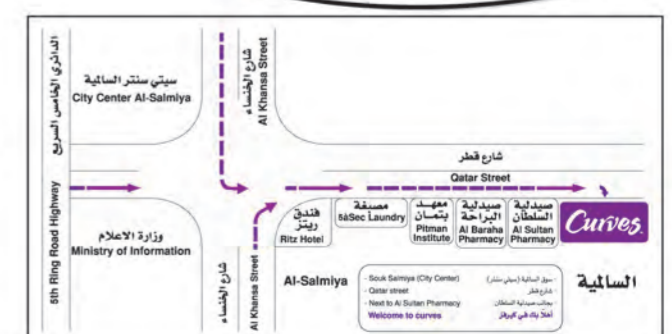 الدائري الخامس السريع
5th Ring Road Highway
سيتي سنتر السالمية
City Center Al-Salmiya
شارع الخنساء
Al Khansa Street
شارع قطر
Qatar Street
وزارة الاعلام
Ministry of Information
شارع الخنساء
Al Khansa Street
فندق
ريتز
Ritz Hotel
مصبغة
5àSec Laundry
معهد
بتمان
Pitman
Institute
صيدلية
البراحة
Al Baraha
Pharmacy
صيدلية
السلطان
Al Sultan
Pharmacy
Curves
Al-Salmiya
- Souk Salmiya (City Center)
- Qatar street
- Next to Al Sultan Pharmacy
Welcome to curves
- سوق السالمية (سيتي سنتر)
- شارع قطر
- بجانب صيدلية السلطان
أهلاً بك في كيرفز
السالمية